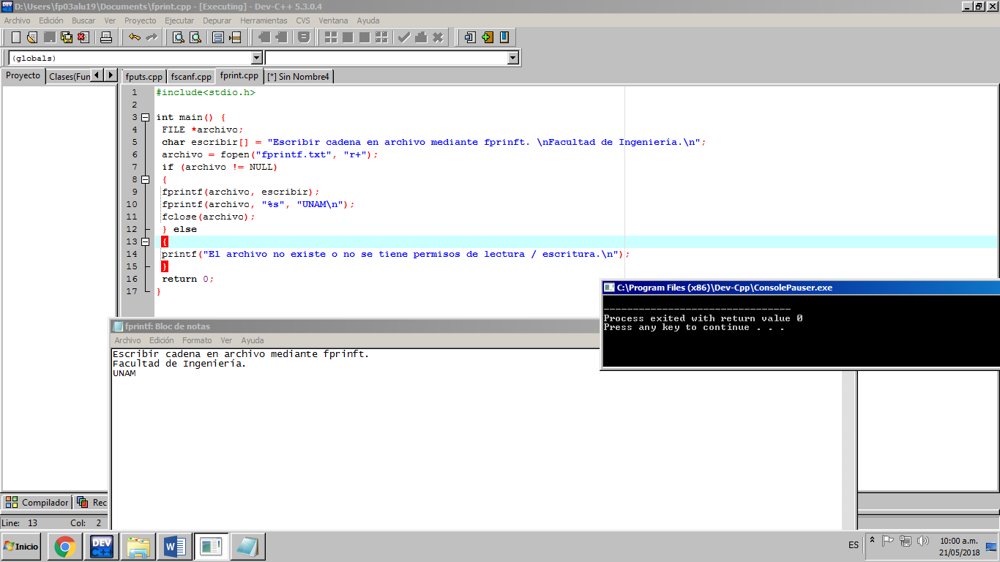 D:\Users\fp03alu19\Documents\fprint.cpp - [Executing] - Dev-C++ 5.3.0.4
Archivo Edición Buscar Ver Proyecto Ejecutar Depurar Herramientas CVS Ventana Ayuda
(globals)
Proyecto Clases(Fun
fputs.cpp fscanf.cpp fprint.cpp [*] Sin Nombre4
1 #include<stdio.h>
2
3 int main() {
4 FILE *archivo;
5 char escribir[] = "Escribir cadena en archivo mediante fprinft. \nFacultad de Ingeniería.\n";
6 archivo = fopen("fprintf.txt", "r+");
7 if (archivo != NULL)
8 {
9 fprintf(archivo, escribir);
10 fprintf(archivo, "%s", "UNAM\n");
11 fclose(archivo);
12 } else
13 {
14 printf("El archivo no existe o no se tiene permisos de lectura / escritura.\n");
15 }
16 return 0;
17 }
C:\Program Files (x86)\Dev-Cpp\ConsolePauser.exe
--------------------------------
Process exited with return value 0
Press any key to continue . . .
fprintf: Bloc de notas
Archivo Edición Formato Ver Ayuda
Escribir cadena en archivo mediante fprinft.
Facultad de Ingeniería.
UNAM
Compilador Rec
Line: 13 Col: 2
Inicio
DEV C++
W
ES
10:00 a.m.
21/05/2018